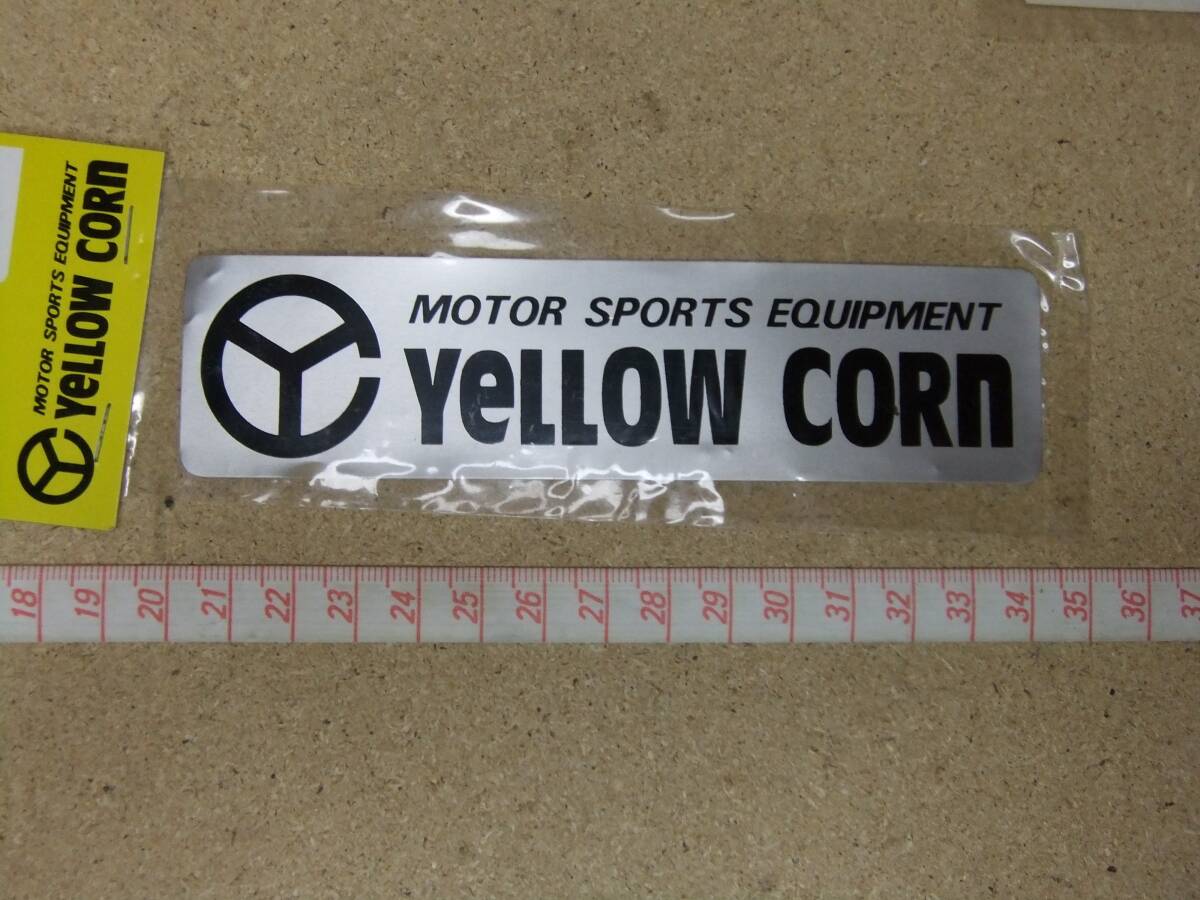 MOTOR SPORTS EQUIPMENT
YeLLOW CORn
MOTOR SPORTS EQUIPMENT
YeLLOW CORn
18 19 20 21 22 23 24 25 26 27 28 29 30 31 32 33 34 35 36 37